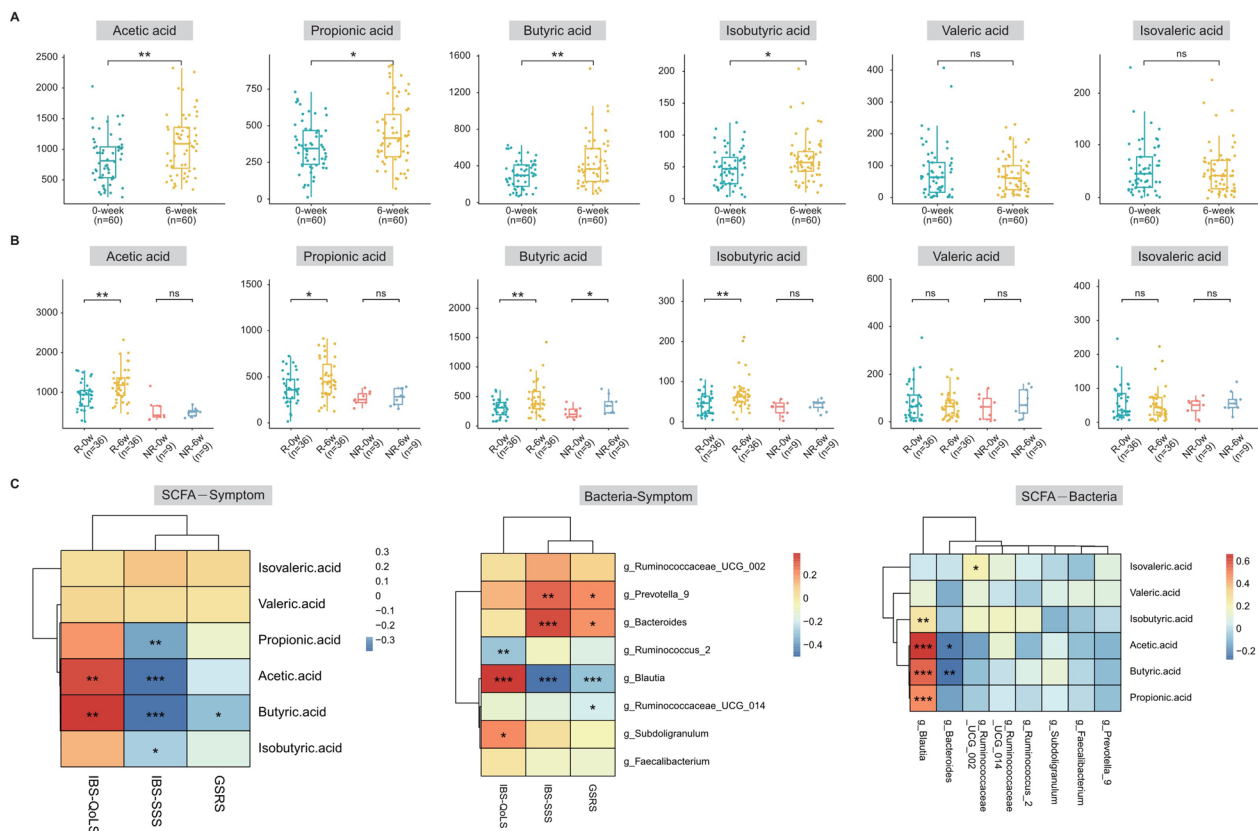 A
Acetic acid
Propionic acid
Butyric acid
Isobutyric acid
Valeric acid
Isovaleric acid
2500
2000
1500
1000
500
**
0-week
(n=60)
6-week
(n=60)
750
500
250
0
*
0-week
(n=60)
6-week
(n=60)
1600
1200
800
400
0
**
0-week
(n=60)
6-week
(n=60)
200
150
100
50
0
*
0-week
(n=60)
6-week
(n=60)
400
300
200
100
0
ns
0-week
(n=60)
6-week
(n=60)
200
100
0
ns
0-week
(n=60)
6-week
(n=60)
B
Acetic acid
Propionic acid
Butyric acid
Isobutyric acid
Valeric acid
Isovaleric acid
3000
2000
1000
**
ns
R-0w
(n=36)
R-6w
(n=36)
NR-0w
(n=9)
NR-6w
(n=9)
1500
1000
500
0
*
ns
R-0w
(n=36)
R-6w
(n=36)
NR-0w
(n=9)
NR-6w
(n=9)
2000
1500
1000
500
0
**
*
R-0w
(n=36)
R-6w
(n=36)
NR-0w
(n=9)
NR-6w
(n=9)
300
200
100
0
**
ns
R-0w
(n=36)
R-6w
(n=36)
NR-0w
(n=9)
NR-6w
(n=9)
600
400
200
0
ns
ns
R-0w
(n=36)
R-6w
(n=36)
NR-0w
(n=9)
NR-6w
(n=9)
400
300
200
100
0
ns
ns
R-0w
(n=36)
R-6w
(n=36)
NR-0w
(n=9)
NR-6w
(n=9)
C
SCFA－Symptom
Isovaleric.acid
Valeric.acid
Propionic.acid
**
Acetic.acid
** ***
Butyric.acid
** *** *
Isobutyric.acid
*
IBS-QoLS
IBS-SSS
GSRS
0.3
0.2
0.1
0
−0.1
−0.2
−0.3
Bacteria-Symptom
g_Ruminococcaceae_UCG_002
** * g_Prevotella_9
*** * g_Bacteroides
** g_Ruminococcus_2
*** *** *** g_Blautia
* g_Ruminococcaceae_UCG_014
* g_Subdoligranulum
g_Faecalibacterium
IBS-QoLS
IBS-SSS
GSRS
0.2
0
−0.2
−0.4
SCFA－Bacteria
* Isovaleric.acid
Valeric.acid
** Isobutyric.acid
*** * Acetic.acid
*** ** Butyric.acid
*** Propionic.acid
g_Blautia
g_Bacteroides
g_Ruminococcaceae
_UCG_002
g_Ruminococcaceae
_UCG_014
g_Ruminococcus_2
g_Subdoligranulum
g_Faecalibacterium
g_Prevotella_9
0.6
0.4
0.2
0
−0.2